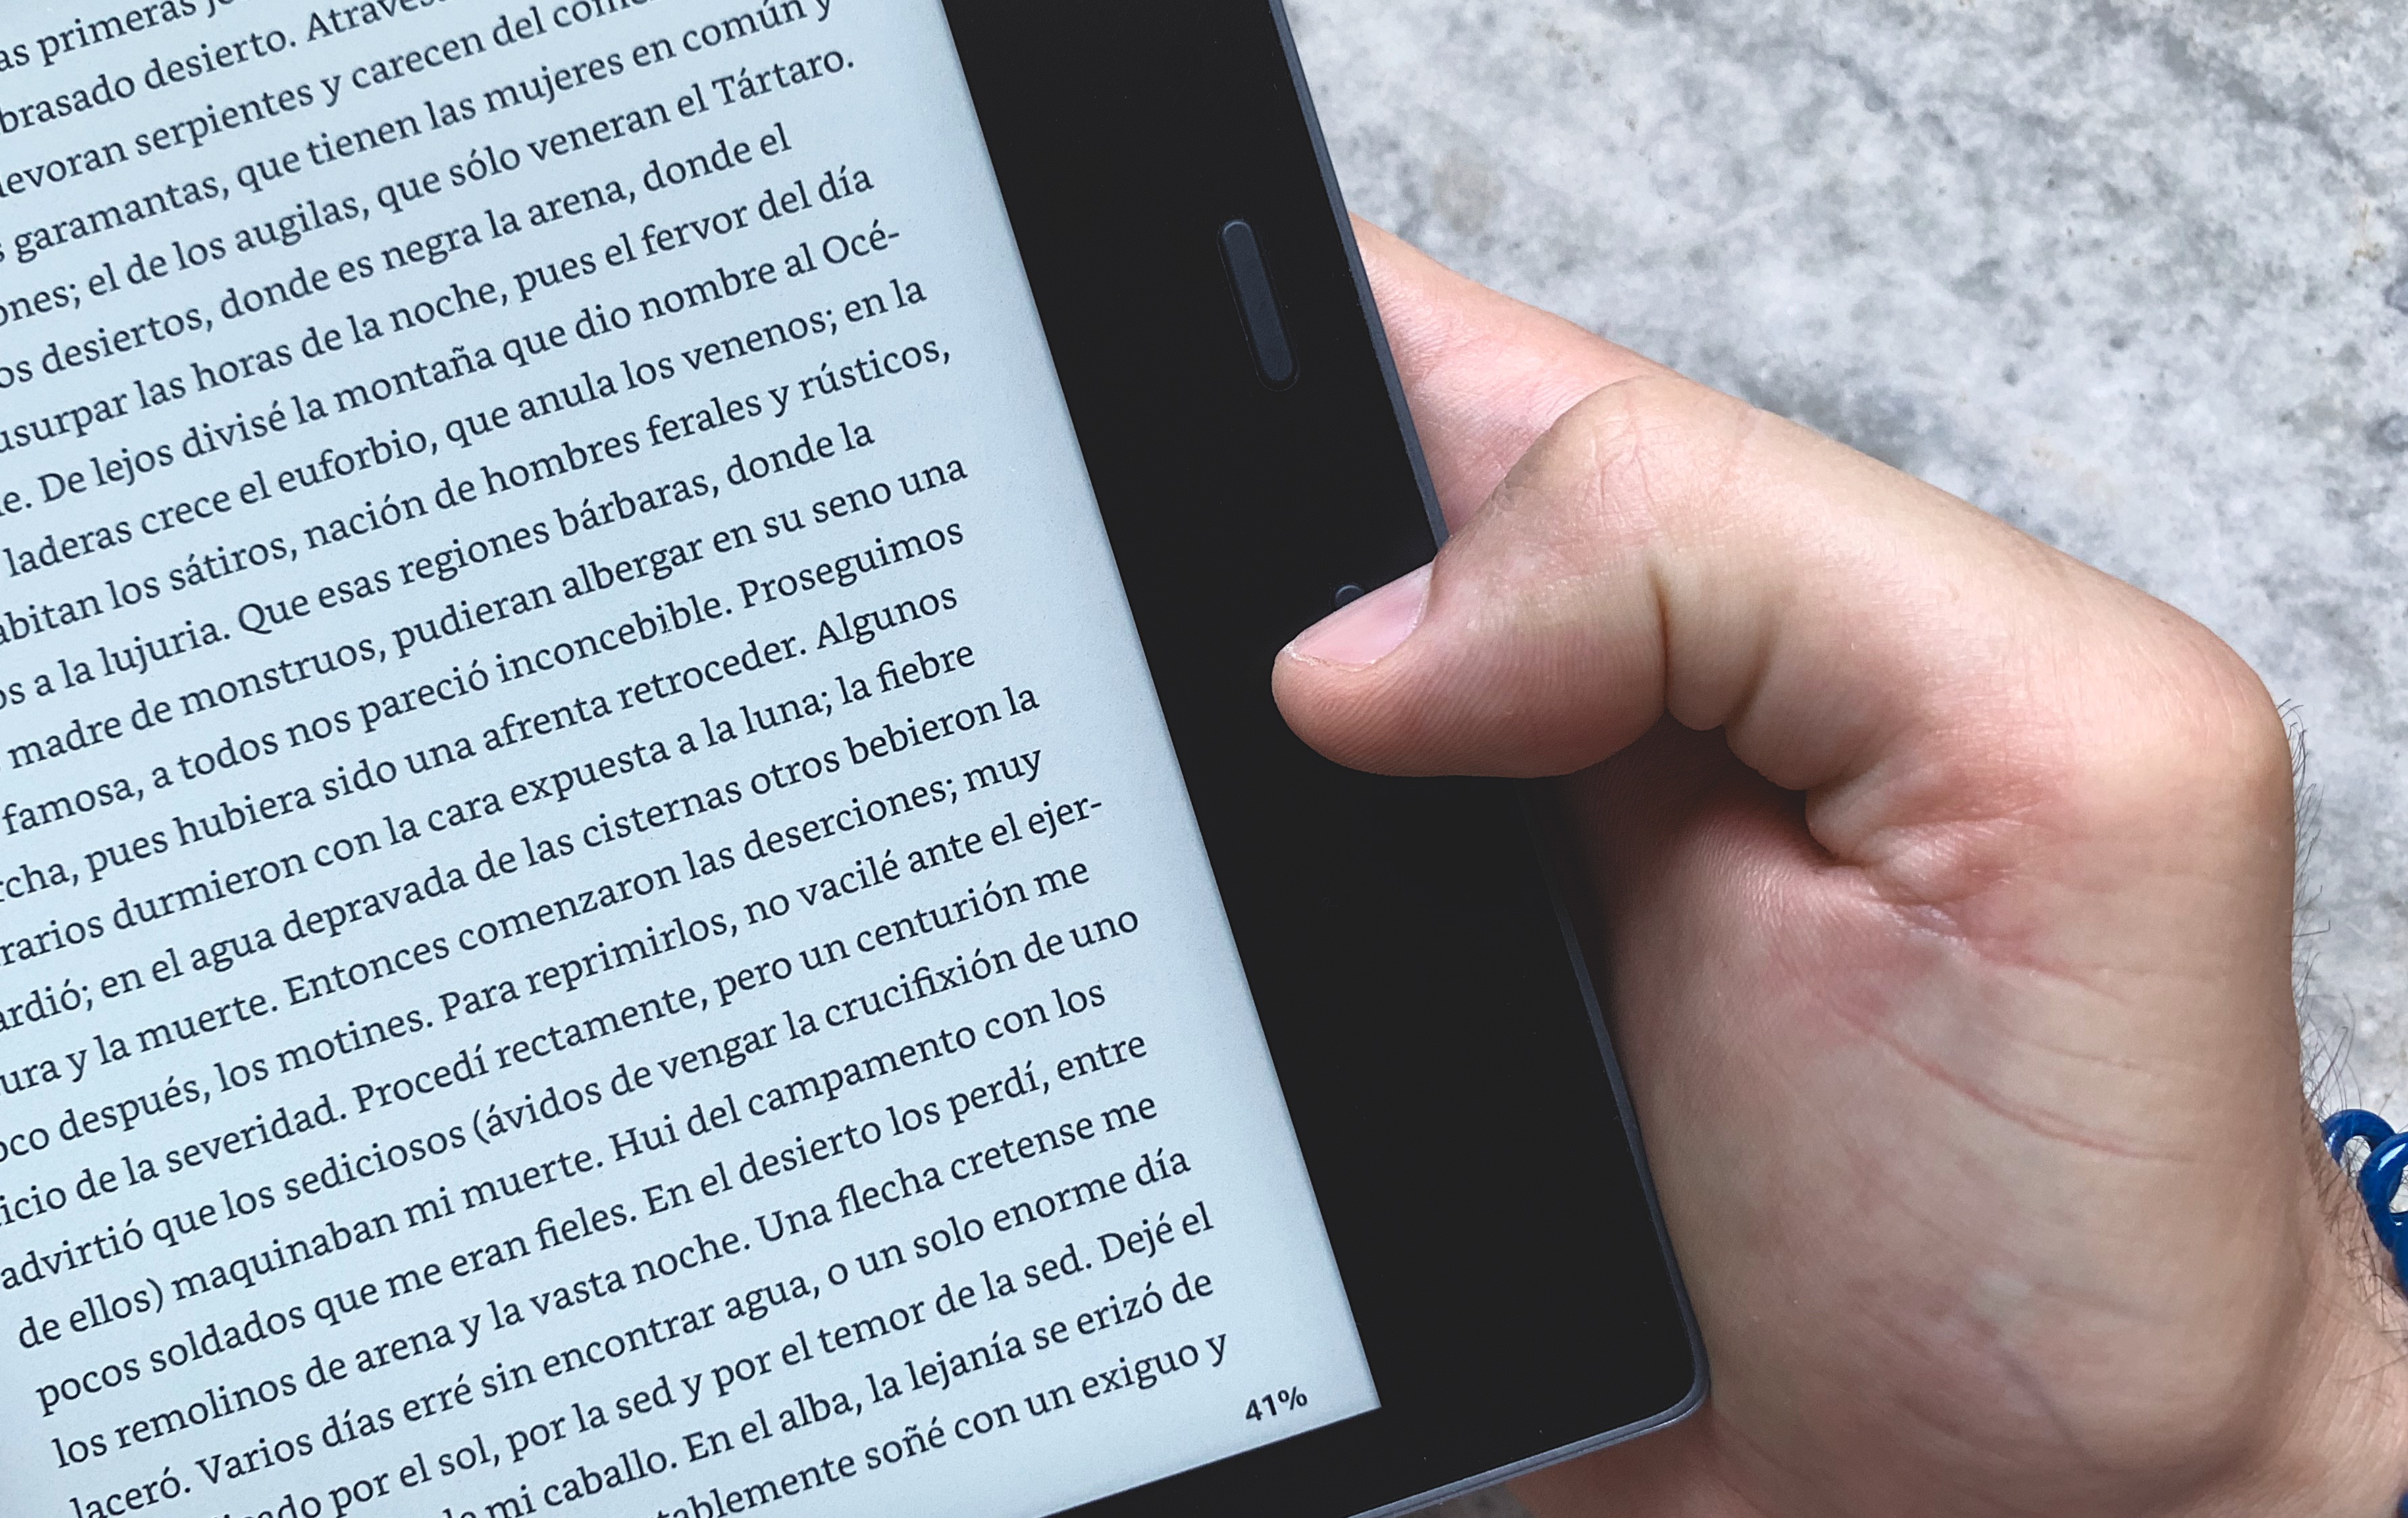 as primeras
brasado desierto. Atraves
devoran serpientes y carecen del com
s garamantas, que tienen las mujeres en común y
ones; el de los augilas, que sólo veneran el Tártaro.
os desiertos, donde es negra la arena, donde el
usurpar las horas de la noche, pues el fervor del día
e. De lejos divisé la montaña que dio nombre al Océ-
laderas crece el euforbio, que anula los venenos; en la
abitan los sátiros, nación de hombres ferales y rústicos,
os a la lujuria. Que esas regiones bárbaras, donde la
madre de monstruos, pudieran albergar en su seno una
famosa, a todos nos pareció inconcebible. Proseguimos
rcha, pues hubiera sido una afrenta retroceder. Algunos
rarios durmieron con la cara expuesta a la luna; la fiebre
ardió; en el agua depravada de las cisternas otros bebieron la
ura y la muerte. Entonces comenzaron las deserciones; muy
oco después, los motines. Para reprimirlos, no vacilé ante el ejer-
icio de la severidad. Procedí rectamente, pero un centurión me
advirtió que los sediciosos (ávidos de vengar la crucifixión de uno
de ellos) maquinaban mi muerte. Hui del campamento con los
pocos soldados que me eran fieles. En el desierto los perdí, entre
los remolinos de arena y la vasta noche. Una flecha cretense me
laceró. Varios días erré sin encontrar agua, o un solo enorme día
ado por el sol, por la sed y por el temor de la sed. Dejé el
mi caballo. En el alba, la lejanía se erizó de
tablemente soñé con un exiguo y
41%